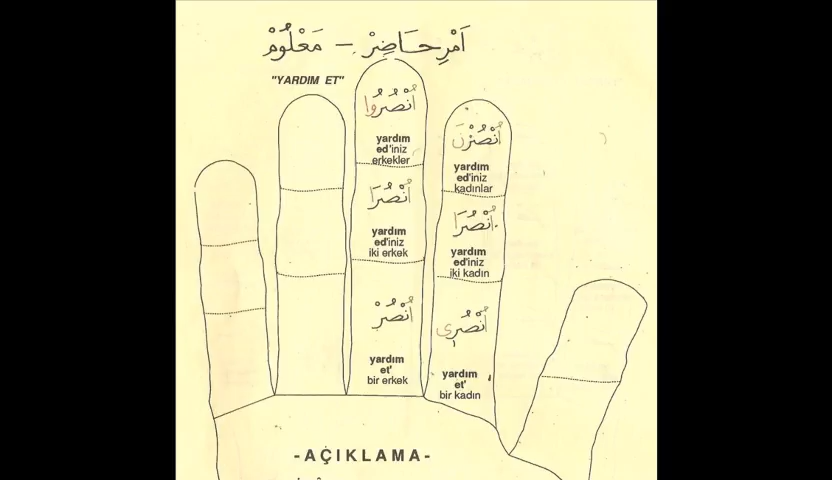 اَمْرِ حَاضِرْ – مَعْلُومْ
"YARDIM ET"
اُنْصُرُوا
yardım
ed'iniz
erkekler
اُنْصُرَا
yardım
ed'iniz
iki erkek
اُنْصُرْ
yardım
et'
bir erkek
اُنْصُرْنَ
yardım
ed'iniz
kadınlar
اُنْصُرَا
yardım
ed'iniz
iki kadın
اُنْصُرِى
yardım
et'
bir kadın
-AÇIKLAMA-